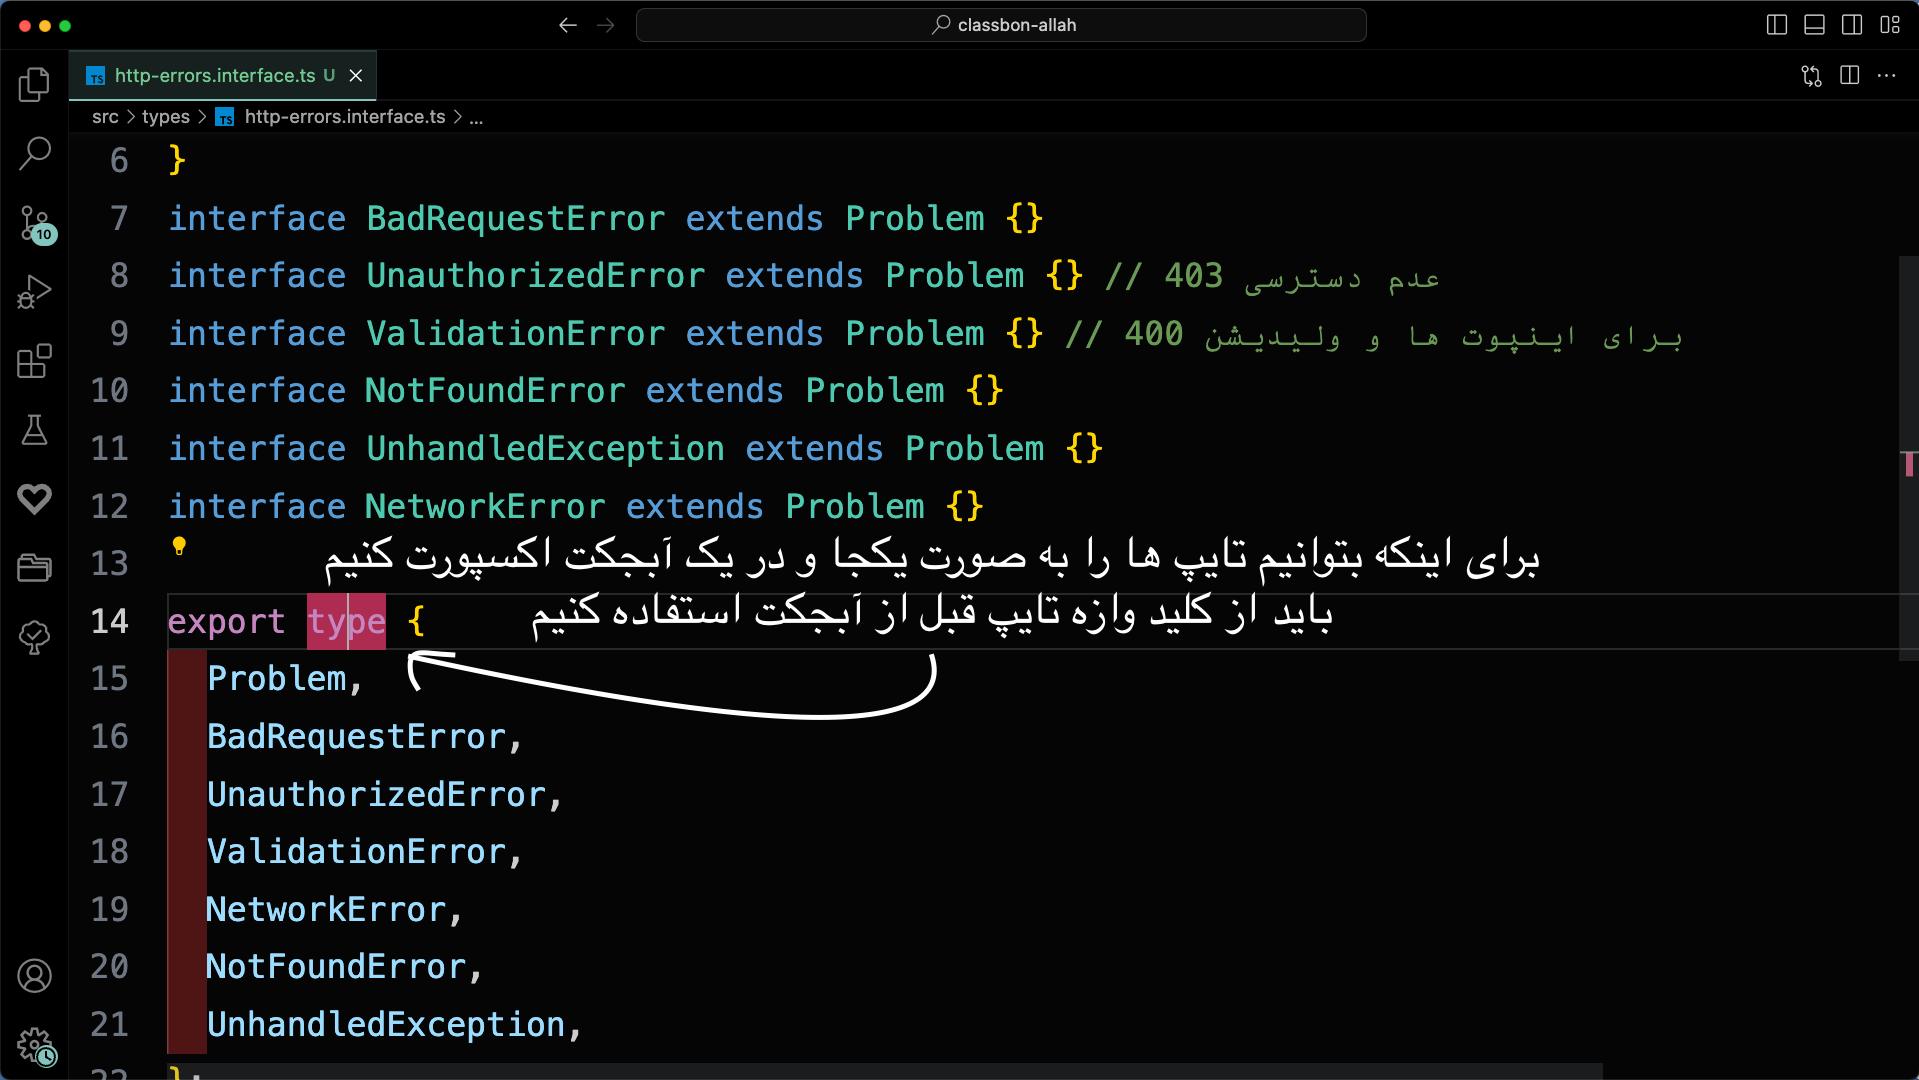 classbon-allah
http-errors.interface.ts U
src > types > TS http-errors.interface.ts > ...
10
6 }
7 interface BadRequestError extends Problem {}
8 interface UnauthorizedError extends Problem {} // 403 عدم دسترسی
9 interface ValidationError extends Problem {} // 400 برای اینپوت ها و ولیدیشن
10 interface NotFoundError extends Problem {}
11 interface UnhandledException extends Problem {}
12 interface NetworkError extends Problem {}
13
برای اینکه بتوانیم تایپ ها را به صورت یکجا و در یک آبجکت اکسپورت کنیم
14 export type {
باید از کلید وازه تایپ قبل از آبجکت استفاده کنیم
15 Problem,
16 BadRequestError,
17 UnauthorizedError,
18 ValidationError,
19 NetworkError,
20 NotFoundError,
21 UnhandledException,
22 };